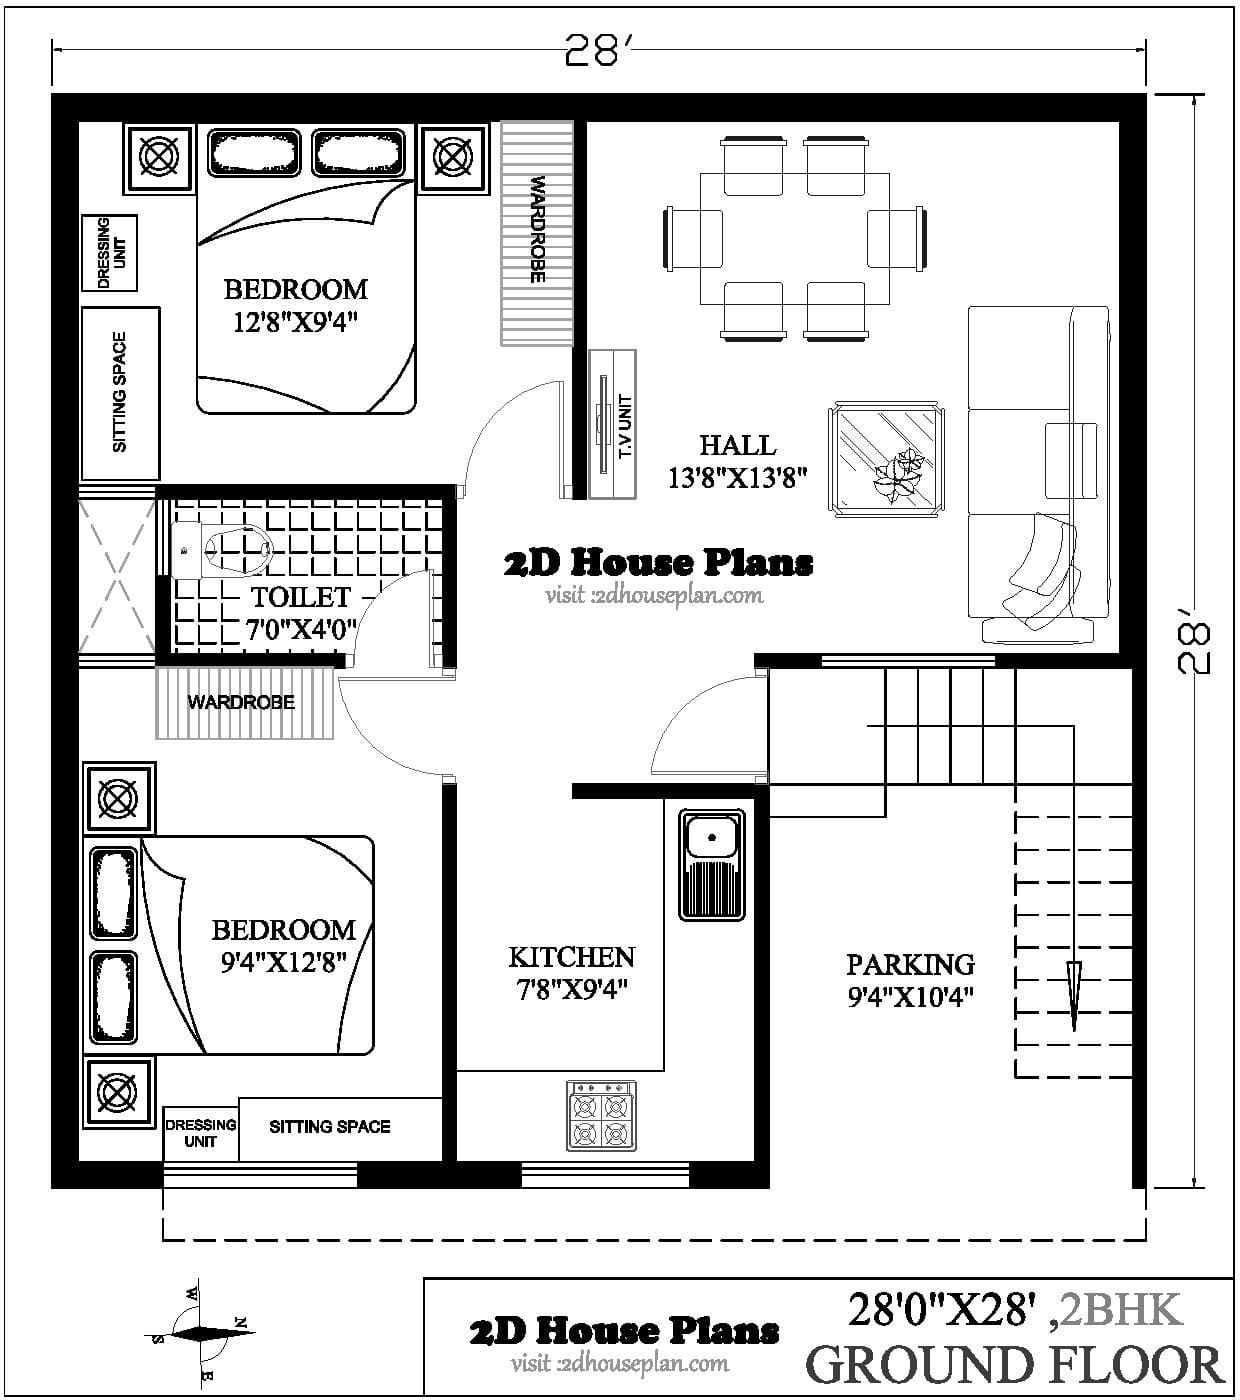 28'
WARDROBE
DRESSING
UNIT
BEDROOM
12'8"X9'4"
SITTING SPACE
T.V UNIT
HALL
13'8"X13'8"
2D House Plans
visit :2dhouseplan.com
TOILET
7'0"X4'0"
28'
WARDROBE
BEDROOM
9'4"X12'8"
KITCHEN
7'8"X9'4"
PARKING
9'4"X10'4"
DRESSING
UNIT
SITTING SPACE
W
N
S
E
2D House Plans
visit :2dhouseplan.com
28'0"X28' ,2BHK
GROUND FLOOR